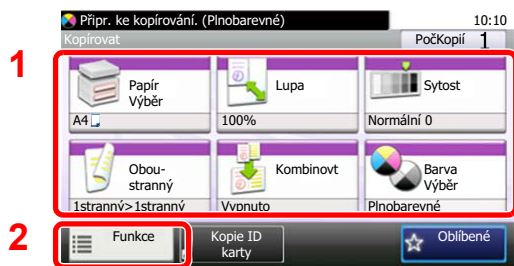 Připr. ke kopírování. (Plnobarevné)
10:10
Kopírovat
PočKopií 1
1
Papír
Výběr
A4
Lupa
100%
Sytost
Normální 0
Obou-
stranný
1stranný>1stranný
Kombinovt
Vypnuto
Barva
Výběr
Plnobarevné
2
Funkce
Kopie ID
karty
Oblíbené